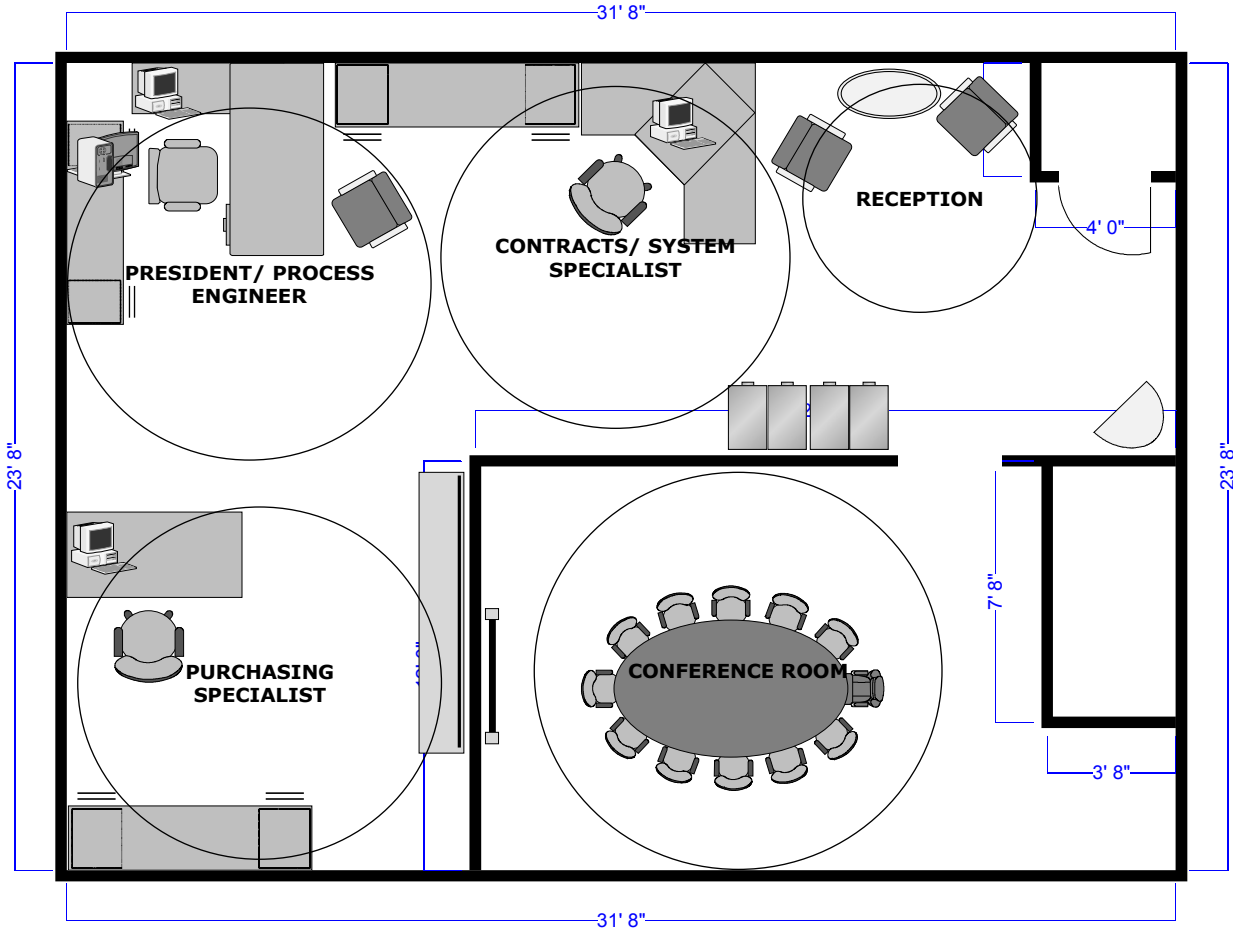 31' 8"
RECEPTION
4' 0"
CONTRACTS/ SYSTEM
SPECIALIST
PRESIDENT/ PROCESS
ENGINEER
23' 8"
23' 8"
7' 8"
CONFERENCE ROOM
PURCHASING
SPECIALIST
3' 8"
31' 8"